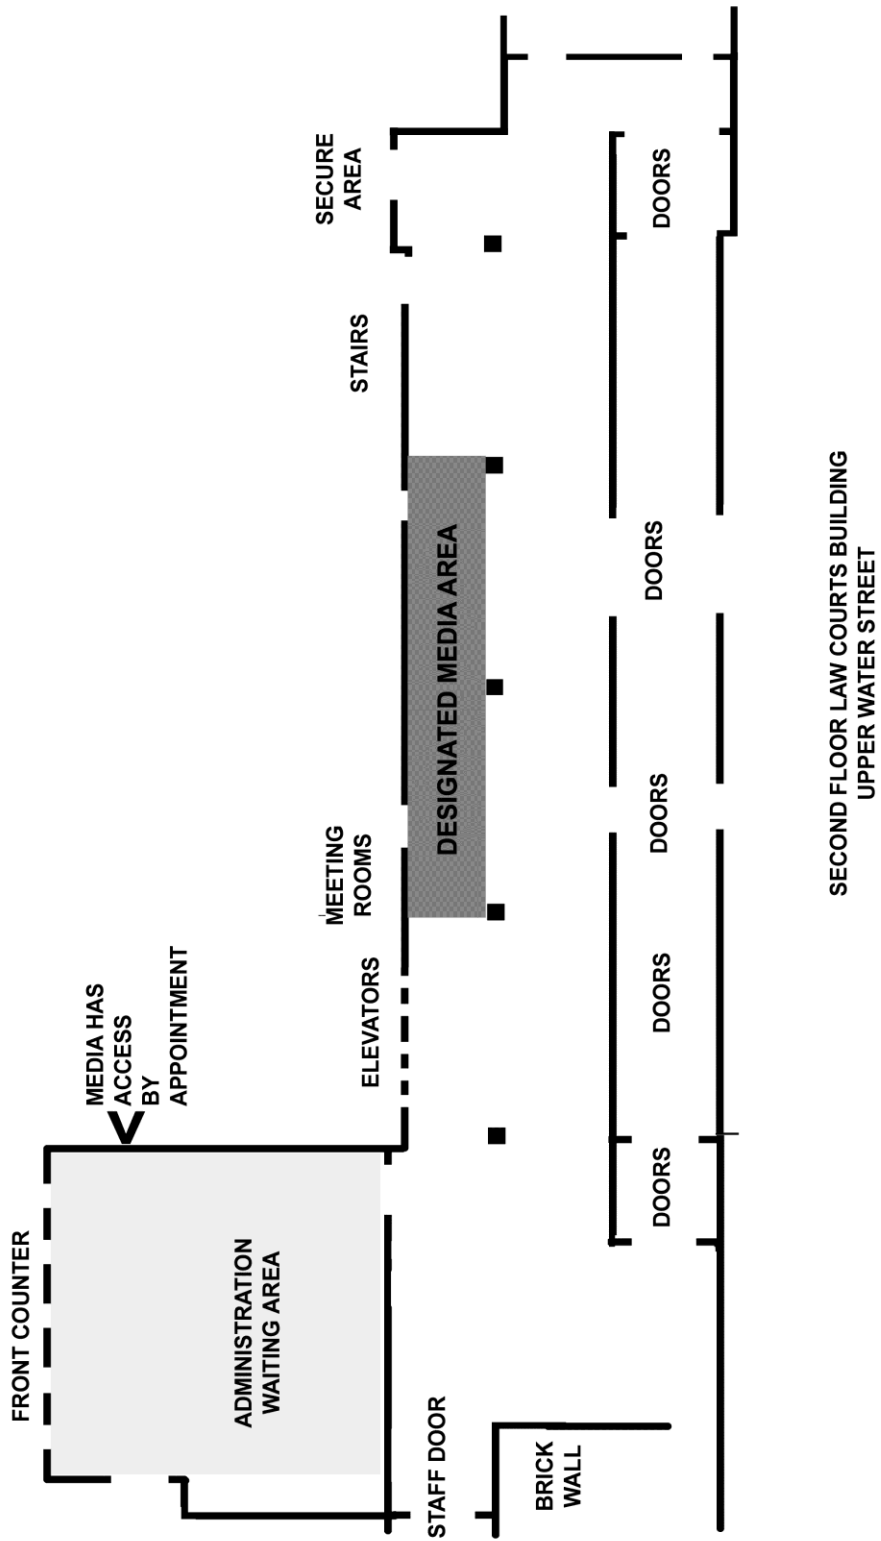 FRONT COUNTER
MEDIA HAS
ACCESS
BY
APPOINTMENT
ADMINISTRATION
WAITING AREA
ELEVATORS
MEETING
ROOMS
STAIRS
SECURE
AREA
DESIGNATED MEDIA AREA
STAFF DOOR
BRICK
WALL
DOORS
DOORS
DOORS
DOORS
DOORS
SECOND FLOOR LAW COURTS BUILDING
UPPER WATER STREET